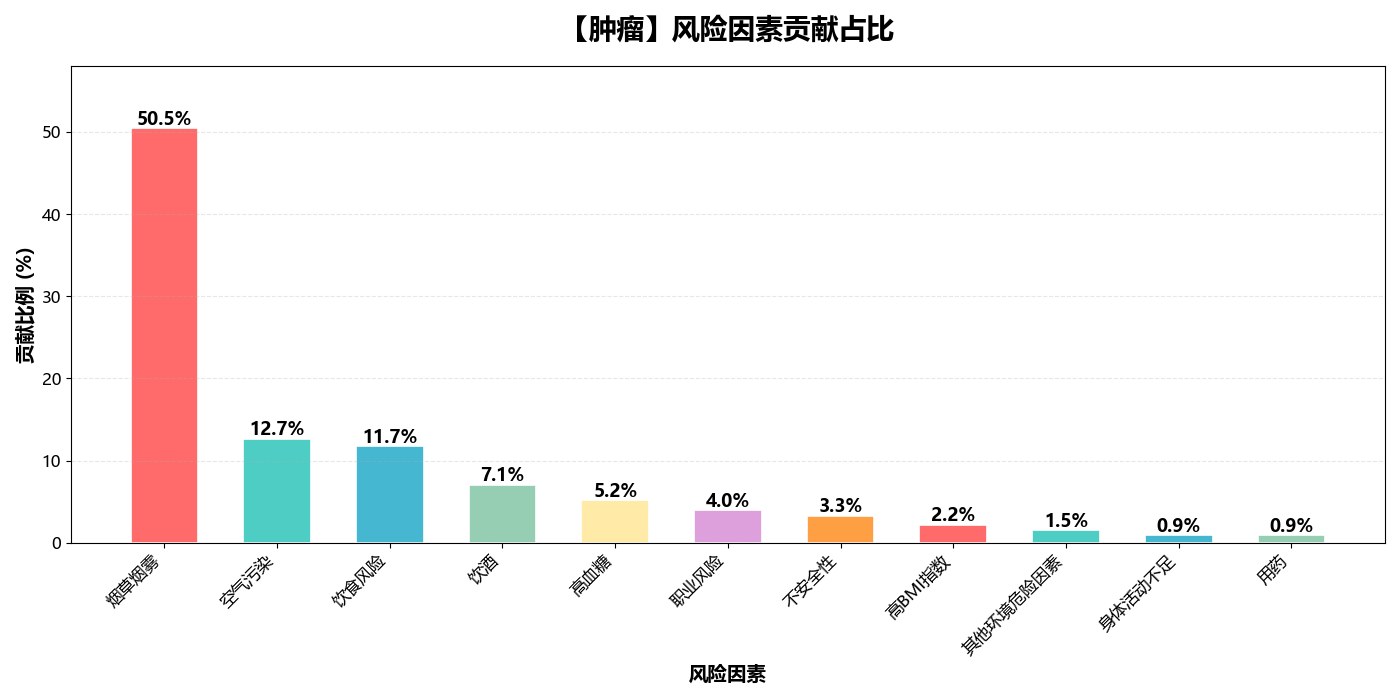 【肿瘤】风险因素贡献占比
贡献比例 (%)
50
40
30
20
10
0
50.5%
12.7%
11.7%
7.1%
5.2%
4.0%
3.3%
2.2%
1.5%
0.9%
0.9%
烟草烟雾
空气污染
饮食风险
饮酒
高血糖
职业风险
不安全性
高BMI指数
其他环境危险因素
身体活动不足
用药
风险因素